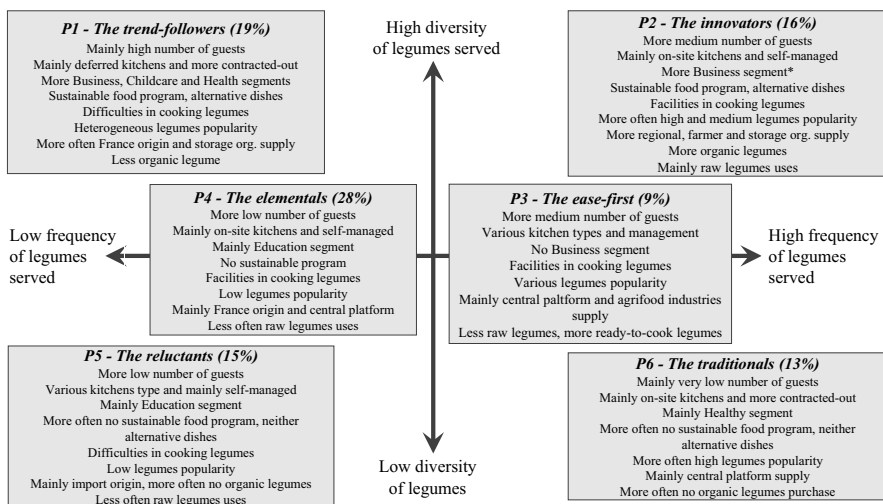 P1 - The trend-followers (19%)
Mainly high number of guests
Mainly deferred kitchens and more contracted-out
More Business, Childcare and Health segments
Sustainable food program, alternative dishes
Difficulties in cooking legumes
Heterogeneous legumes popularity
More often France origin and storage org. supply
Less organic legume
High diversity
of legumes served
P2 - The innovators (16%)
More medium number of guests
Mainly on-site kitchens and self-managed
More Business segment*
Sustainable food program, alternative dishes
Facilities in cooking legumes
More often high and medium legumes popularity
More regional, farmer and storage org. supply
More organic legumes
Mainly raw legumes uses
Low frequency
of legumes
served
P4 - The elementals (28%)
More low number of guests
Mainly on-site kitchens and self-managed
Mainly Education segment
No sustainable program
Facilities in cooking legumes
Low legumes popularity
Mainly France origin and central platform
Less often raw legumes uses
P3 - The ease-first (9%)
More medium number of guests
Various kitchen types and management
No Business segment
Facilities in cooking legumes
Various legumes popularity
Mainly central paltform and agrifood industries
supply
Less raw legumes, more ready-to-cook legumes
High frequency
of legumes
served
P5 - The reluctants (15%)
More low number of guests
Various kitchens type and mainly self-managed
Mainly Education segment
More often no sustainable food program, neither
alternative dishes
Difficulties in cooking legumes
Low legumes popularity
Mainly import origin, more often no organic legumes
Less often raw legumes uses
Low diversity
of legumes
P6 - The traditionals (13%)
Mainly very low number of guests
Mainly on-site kitchens and more contracted-out
Mainly Healthy segment
More often no sustainable food program, neither
alternative dishes
More often high legumes popularity
Mainly central platform supply
More often no organic legumes purchase